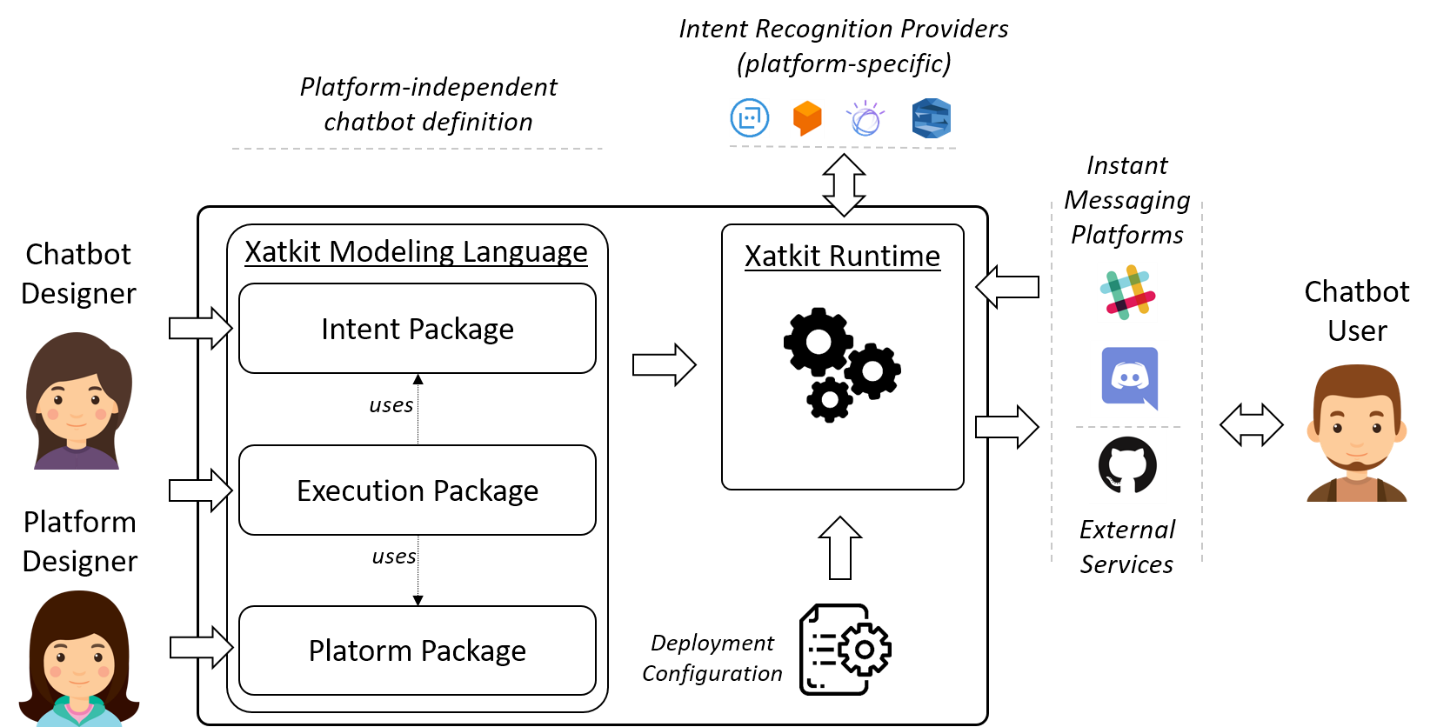 Intent Recognition Providers
(platform-specific)
Platform-independent
chatbot definition
Instant
Messaging
Platforms
Chatbot
Designer
Xatkit Modeling Language
Xatkit Runtime
Intent Package
Chatbot
User
uses
Execution Package
Platform
Designer
uses
External
Services
Platorm Package
Deployment
Configuration